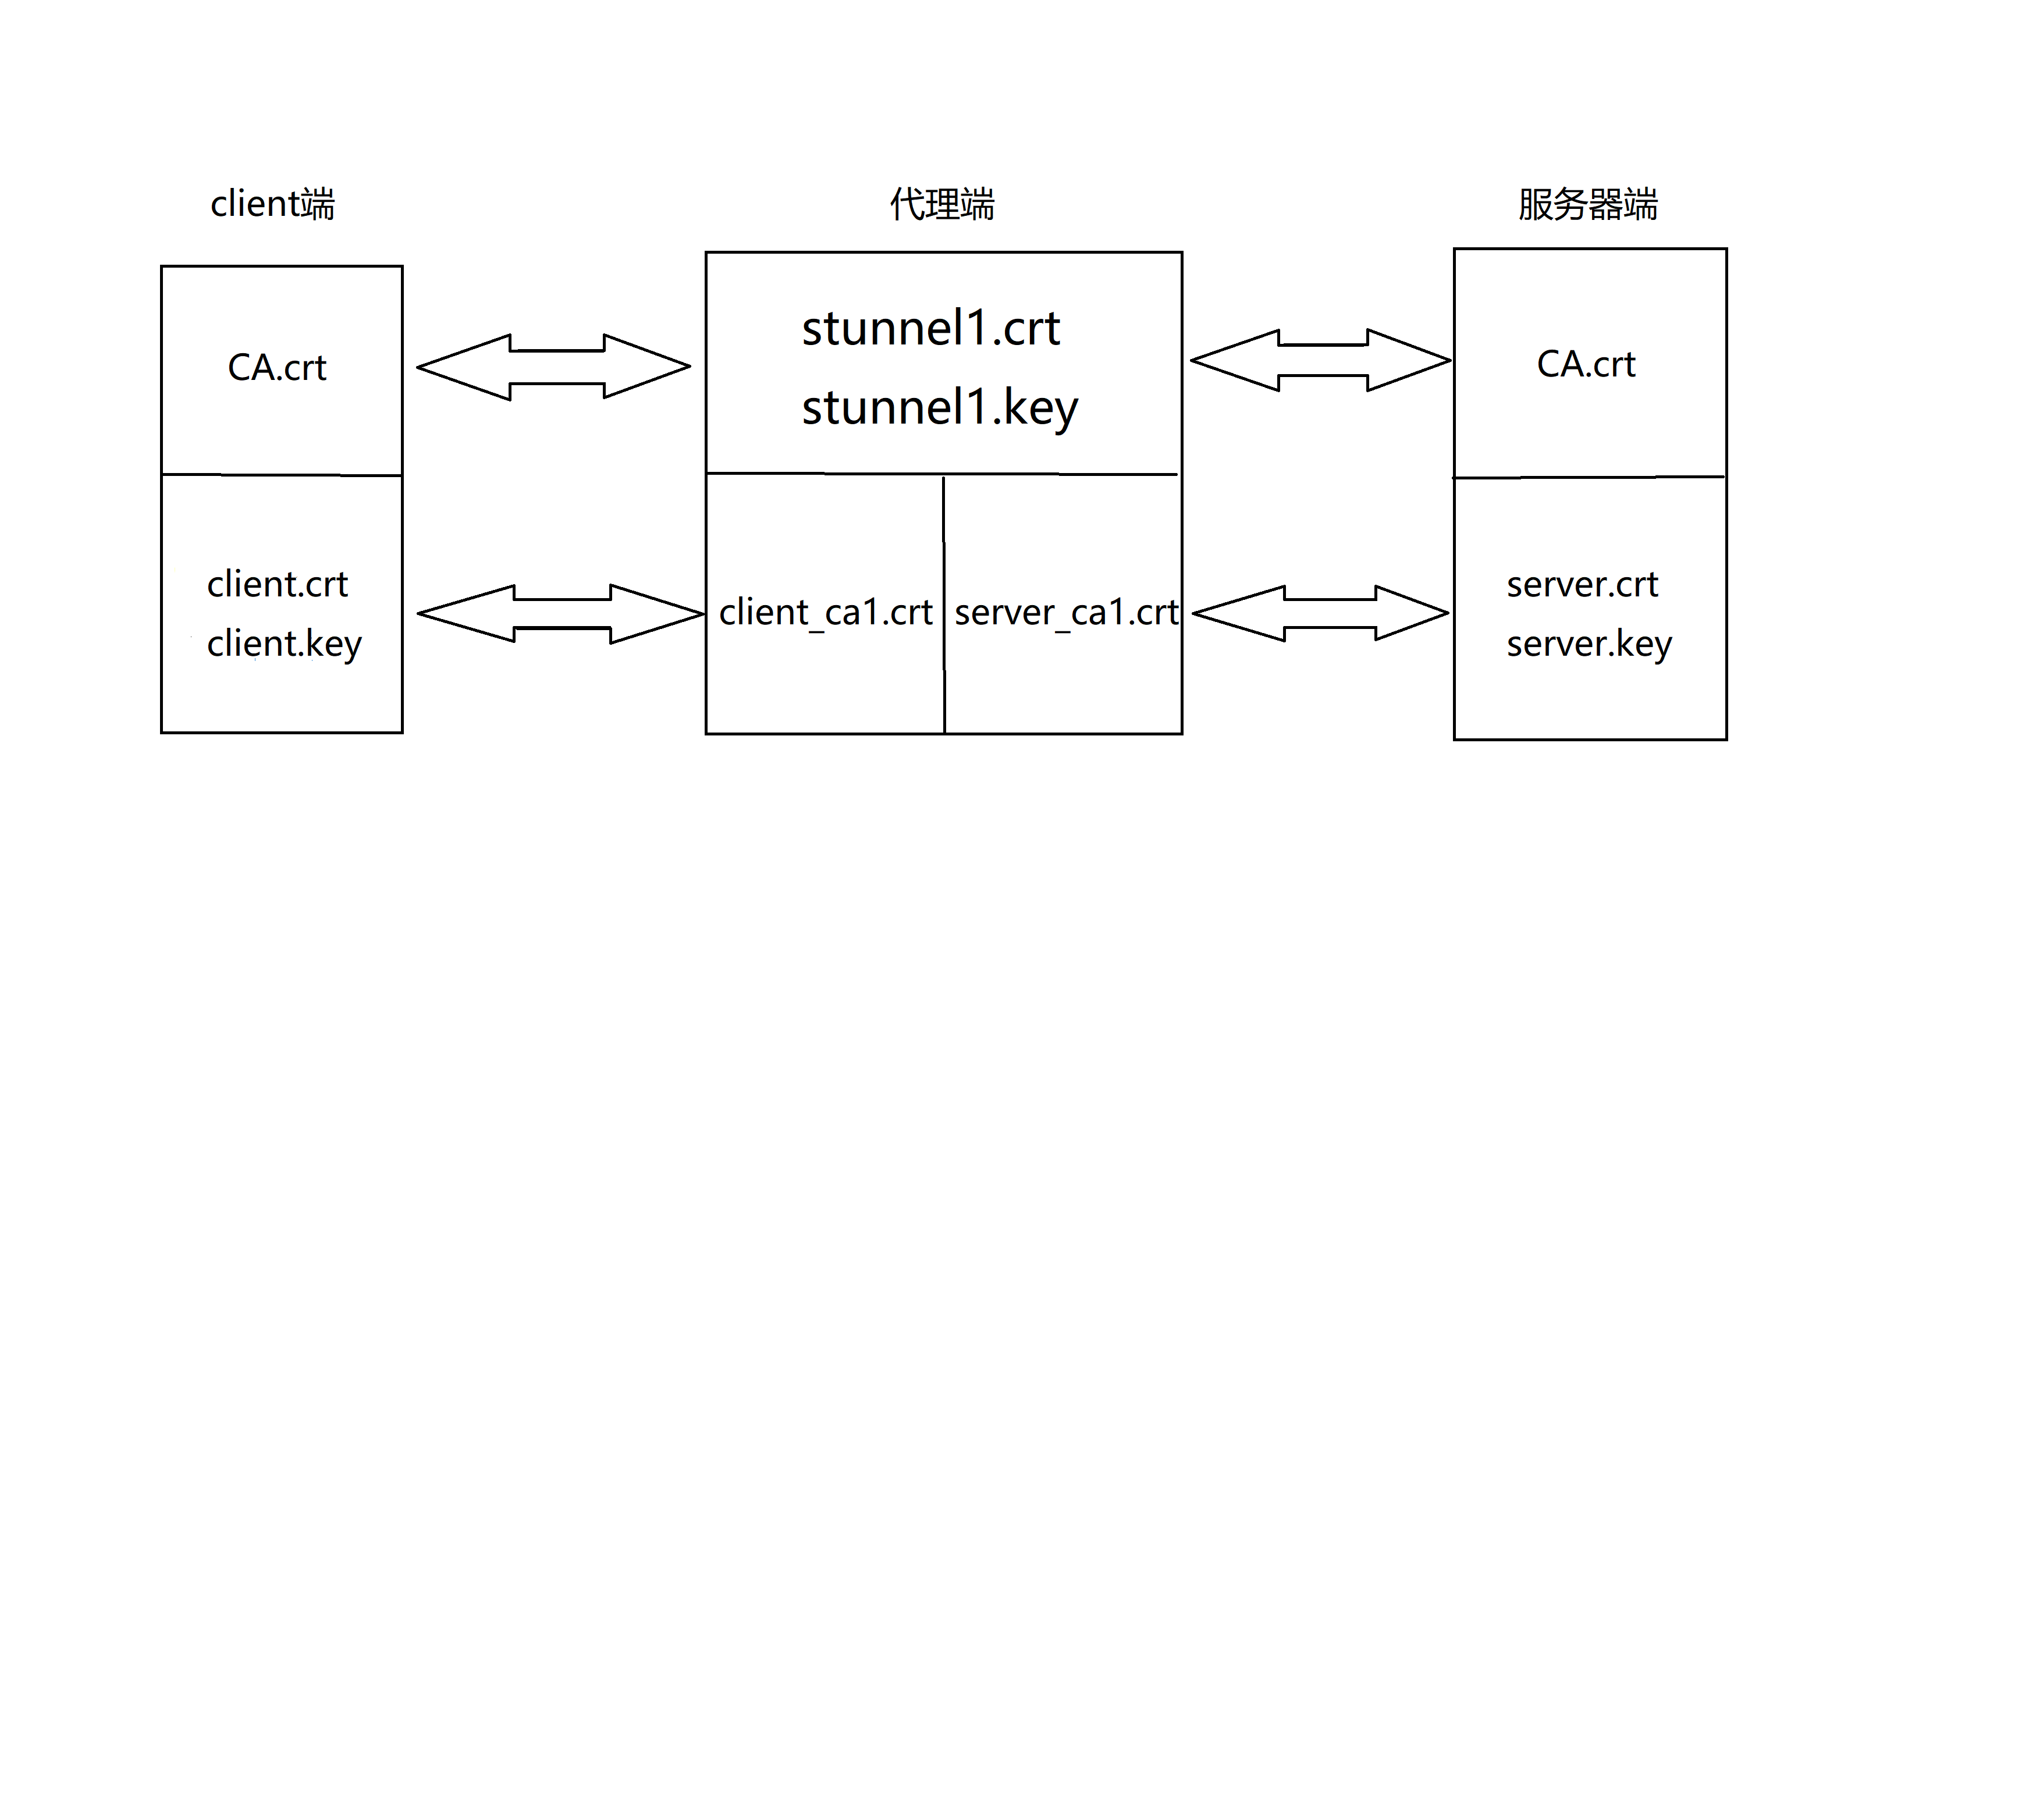 client端
代理端
服务器端
CA.crt
stunnel1.crt
stunnel1.key
CA.crt
client.crt
client.key
client_ca1.crt
server_ca1.crt
server.crt
server.key